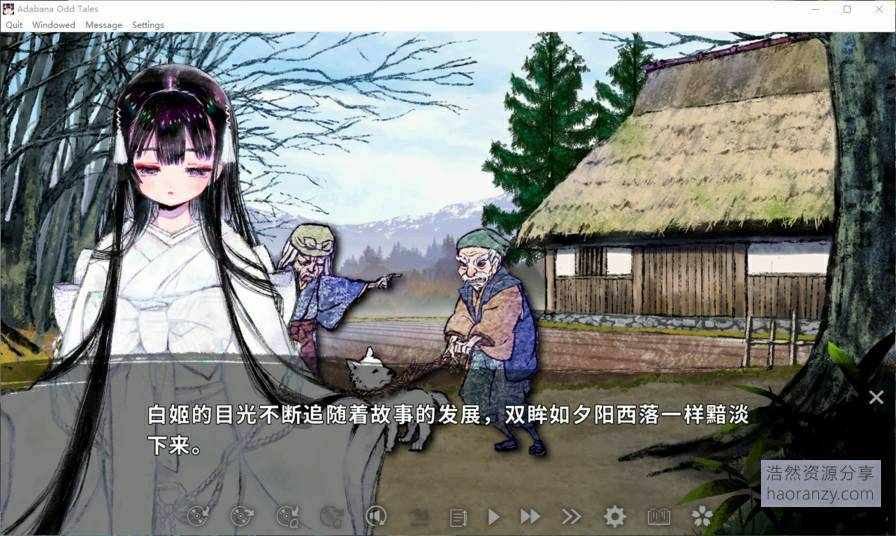 Adabana Odd Tales
Quit Windowed Message Settings
白姬的目光不断追随着故事的发展，双眸如夕阳西落一样黯淡
下来。
浩然资源分享
haoranzy.com